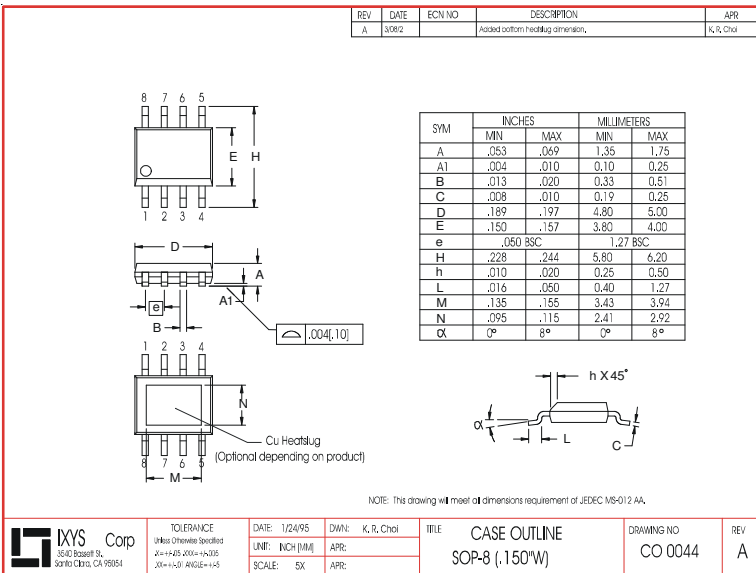 REV DATE ECN NO DESCRIPTION APR
A 3/08/2 Added bottom heatslug dimension. K. R. Choi
8 7 6 5
E H
1 2 3 4
D
A
A1
e
B
.004[.10]
1 2 3 4
N
Cu Heatslug
(Optional depending on product)
8 7 6 5
M
SYM INCHES MILLIMETERS
MIN MAX MIN MAX
A .053 .069 1.35 1.75
A1 .004 .010 0.10 0.25
B .013 .020 0.33 0.51
C .008 .010 0.19 0.25
D .189 .197 4.80 5.00
E .150 .157 3.80 4.00
e .050 BSC 1.27 BSC
H .228 .244 5.80 6.20
h .010 .020 0.25 0.50
L .016 .050 0.40 1.27
M .135 .155 3.43 3.94
N .095 .115 2.41 2.92
α 0° 8° 0° 8°
h X 45°
α
L
C
NOTE: This drawing will meet all dimensions requirement of JEDEC MS-012 AA.
IXYS Corp
3540 Bassett St.
Santa Clara, CA 95054
TOLERANCE
Unless Otherwise Specified
.X=+/-.05 .XXX=+/-.005
.XX=+/-.01 ANGLE=+/-5
DATE: 1/24/95 DWN: K. R. Choi
UNIT: INCH [MM] APR:
SCALE: 5X APR:
TITLE CASE OUTLINE
SOP-8 (.150"W)
DRAWING NO
CO 0044
REV
A